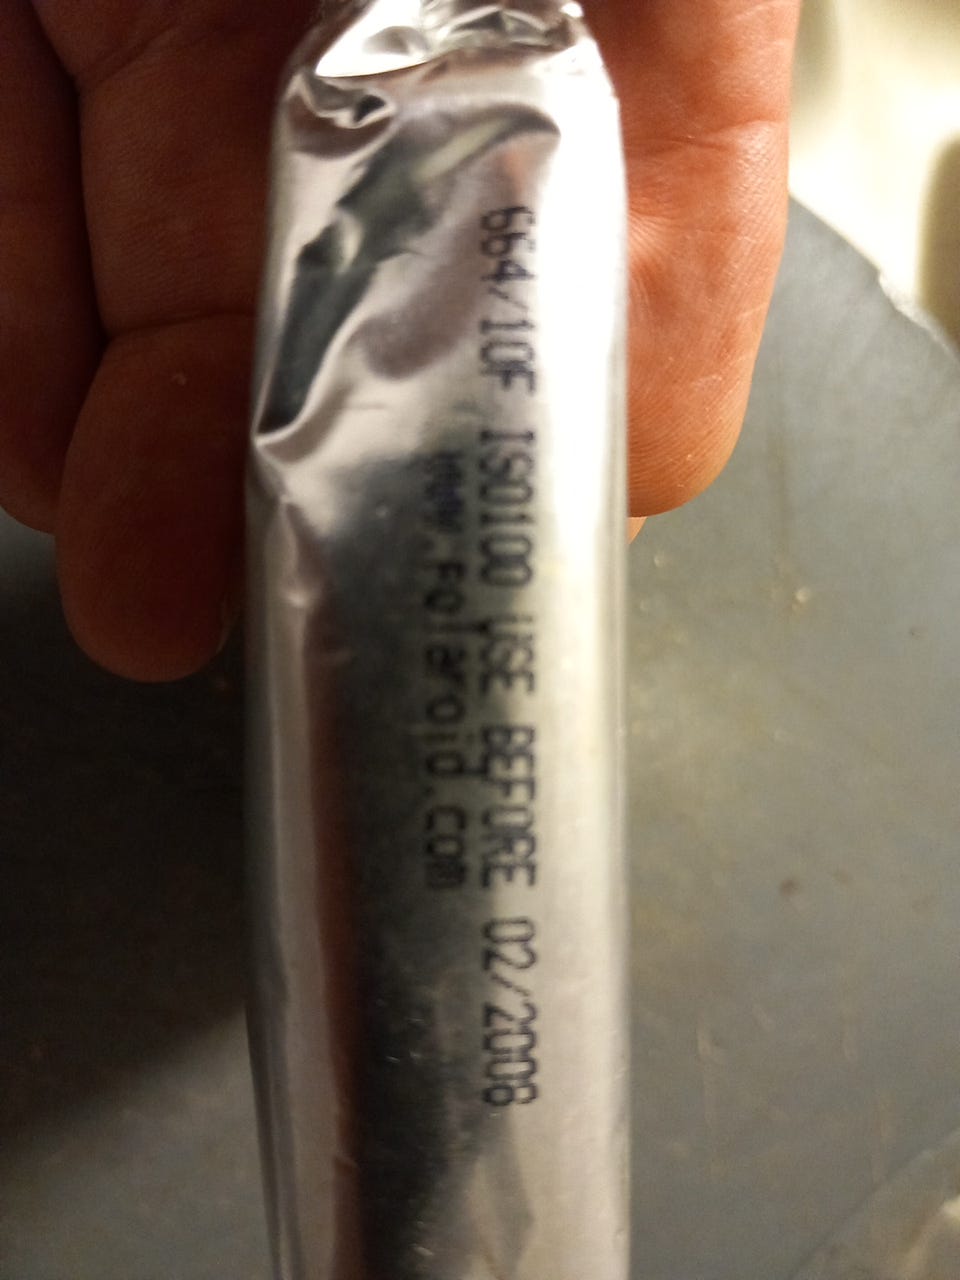 664/10F ISO100 USE BEFORE 02/2008
www.Polaroid.com